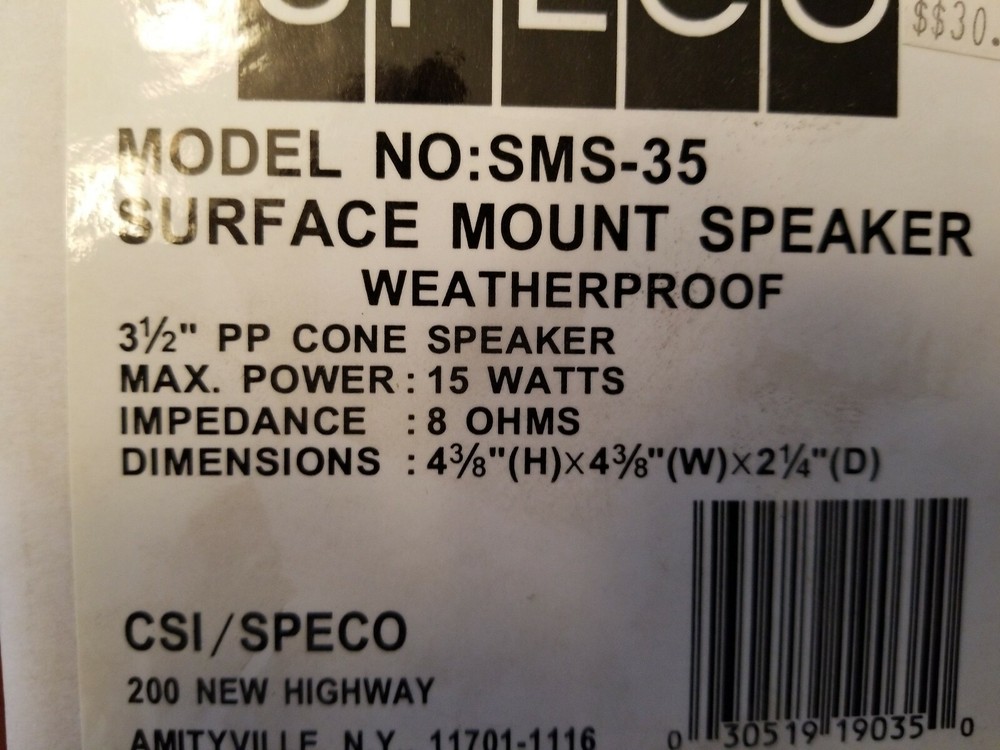 SPECO
$$30.
MODEL NO:SMS-35
SURFACE MOUNT SPEAKER
WEATHERPROOF
3½" PP CONE SPEAKER
MAX. POWER : 15 WATTS
IMPEDANCE : 8 OHMS
DIMENSIONS : 4⅜"(H)×4⅜"(W)×2¼"(D)
CSI/SPECO
200 NEW HIGHWAY
AMITYVILLE, N.Y. 11701-1116
0 30519 19035 0